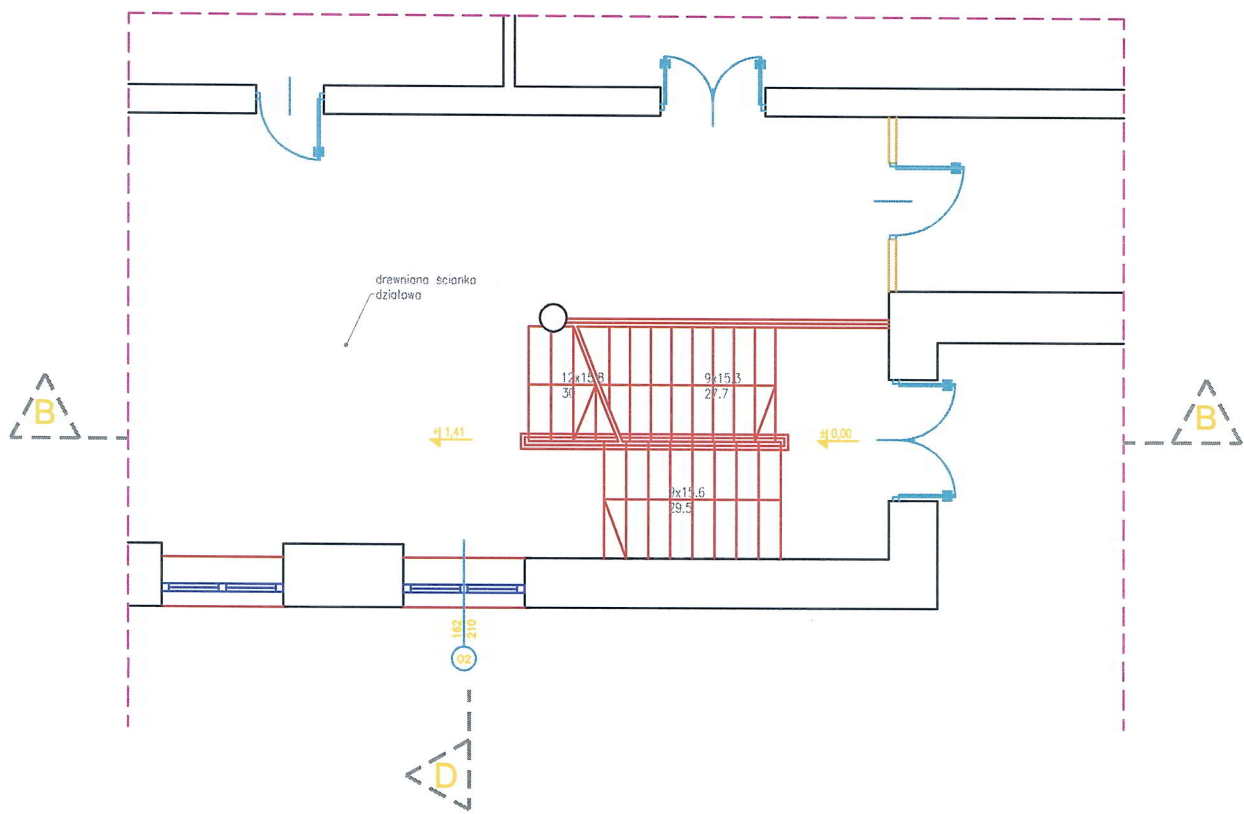 drewniana ścianka
działowa
12x15.8
30
9x15.3
27.7
B
B
± 1,41
± 0,00
9x15.6
29.5
162
210
O2
D